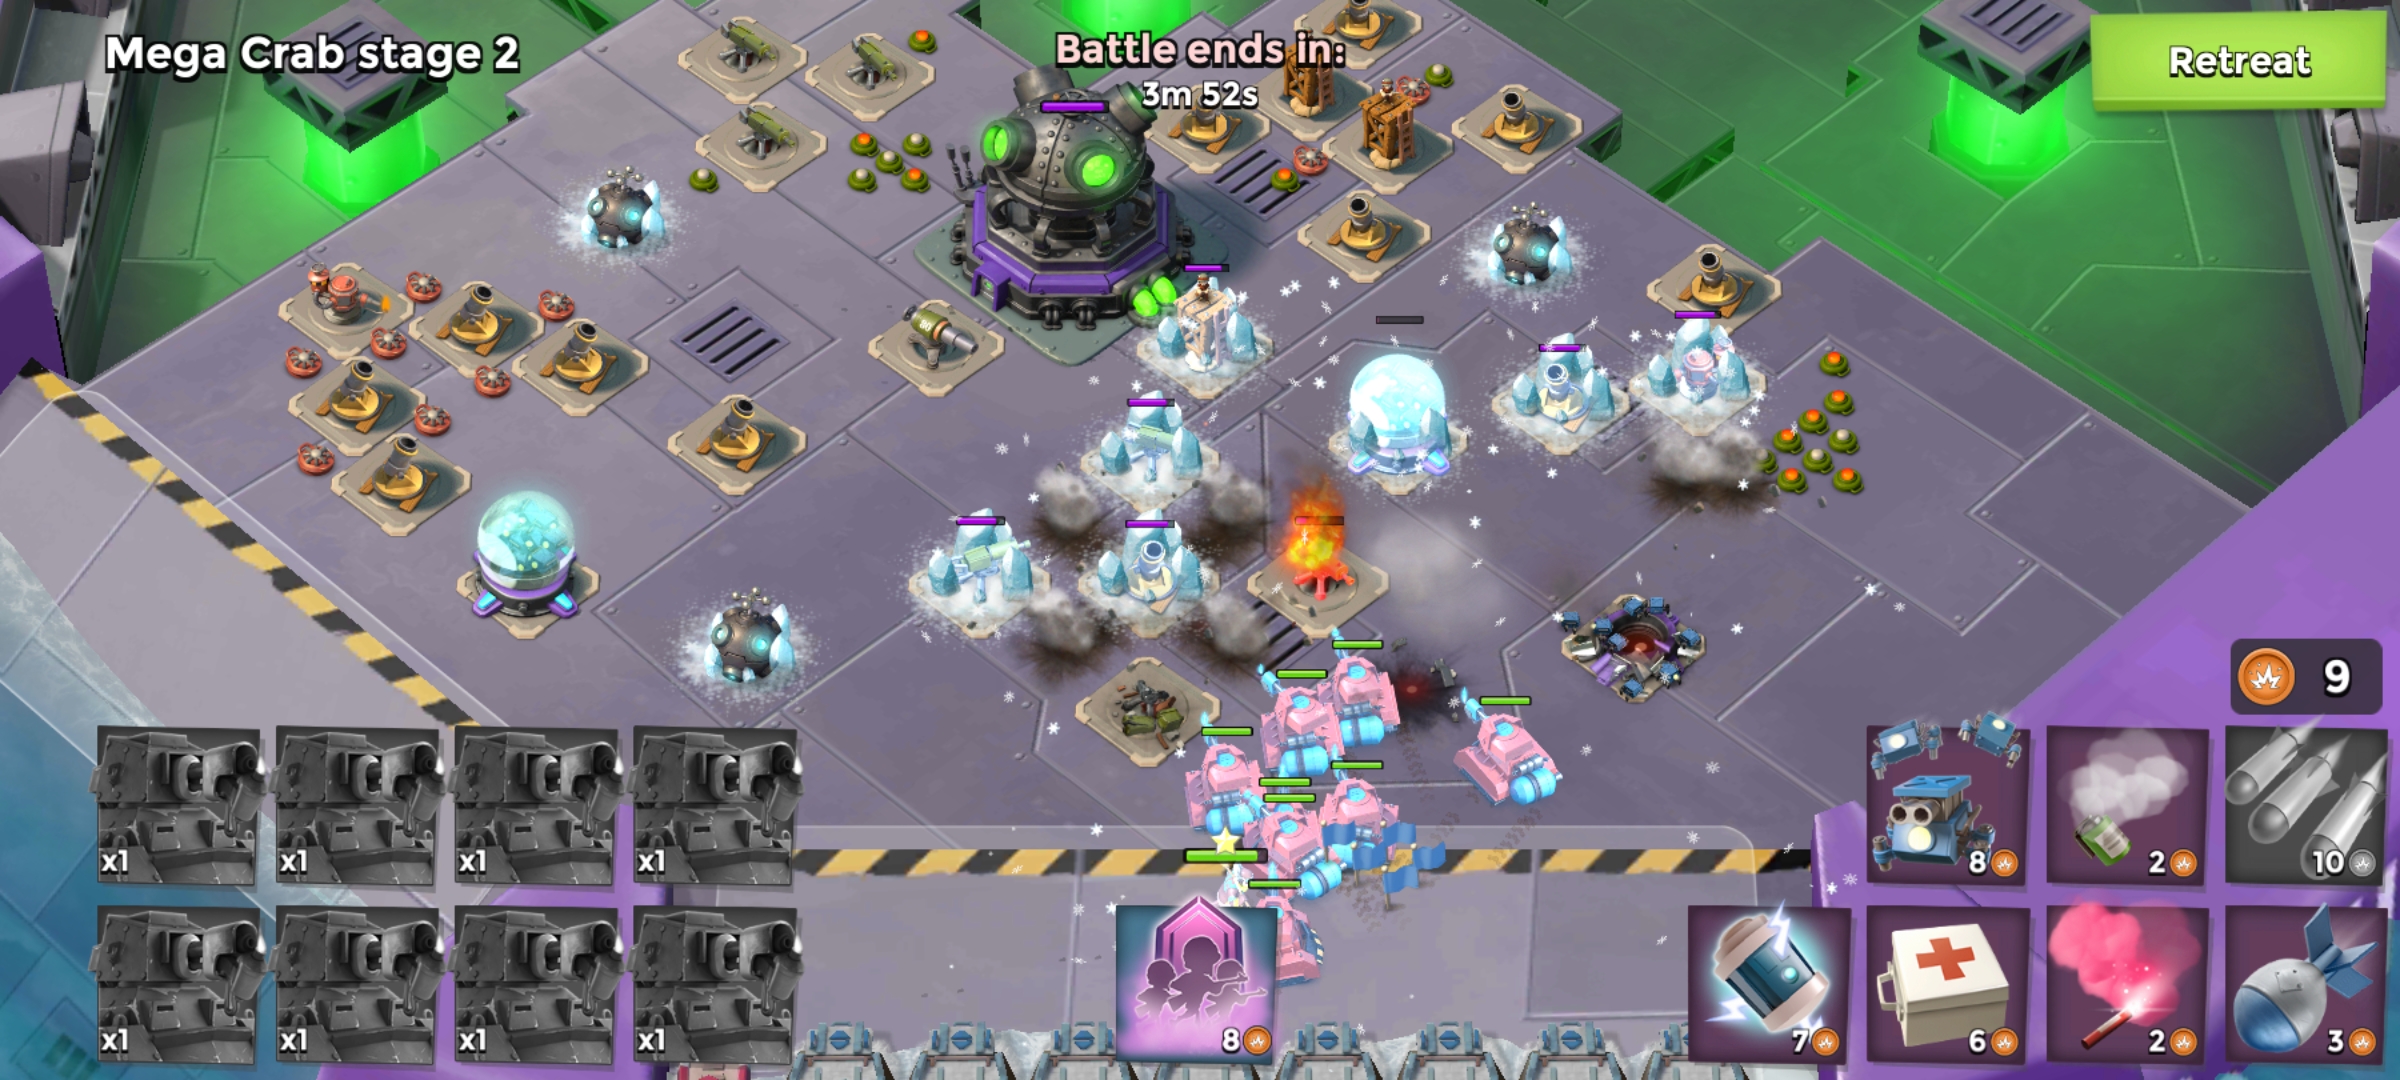 Mega Crab stage 2
Battle ends in:
3m 52s
Retreat
9
x1
x1
x1
x1
8
2
10
x1
x1
x1
x1
8
7
6
2
3